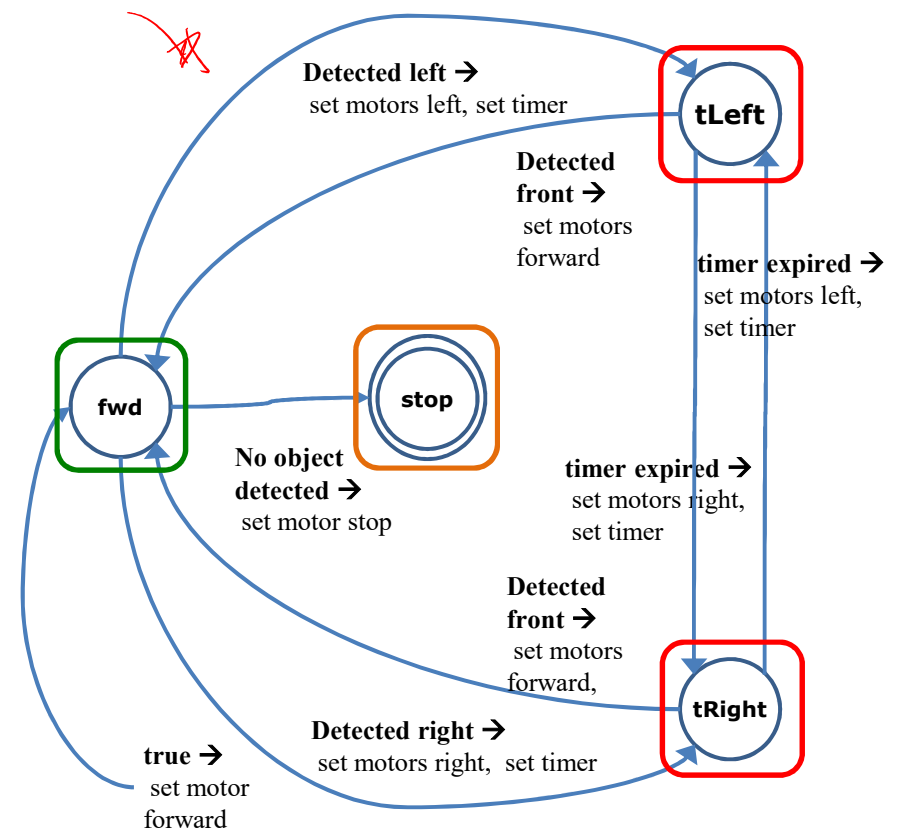 Detected left →
set motors left, set timer
tLeft
Detected
front →
set motors
forward
timer expired →
set motors left,
set timer
fwd
stop
No object
detected →
set motor stop
timer expired →
set motors right,
set timer
Detected
front →
set motors
forward,
tRight
Detected right →
set motors right, set timer
true →
set motor
forward